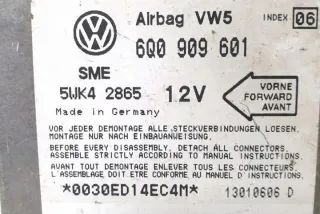 Airbag VW5
INDEX 06
6Q0 909 601
SME
5WK4 2865 12V
VORNE
FORWARD
AVANT
Made in Germany
VOR JEDER DEMONTAGE ALLE STECKVERBINDUNGEN LOESEN.
MONTAGE NUR NACH EINBAUANWEISUNG.
BEFORE EVERY DISASSEMBLY, DETACH ALL CONNECTORS.
ASSEMBLE STRICTLY ACCORDING TO MANUAL INSTRUCTIONS.
AVANT TOUT DEMONTAGE ENLEVER TOUS LES CONNECTEURS.
L'ASSEMBLAGE DOIT ETRE CONFORME AU MANUEL D'INSTRUCTIONS.
*0030ED14EC4M* 13010606 D